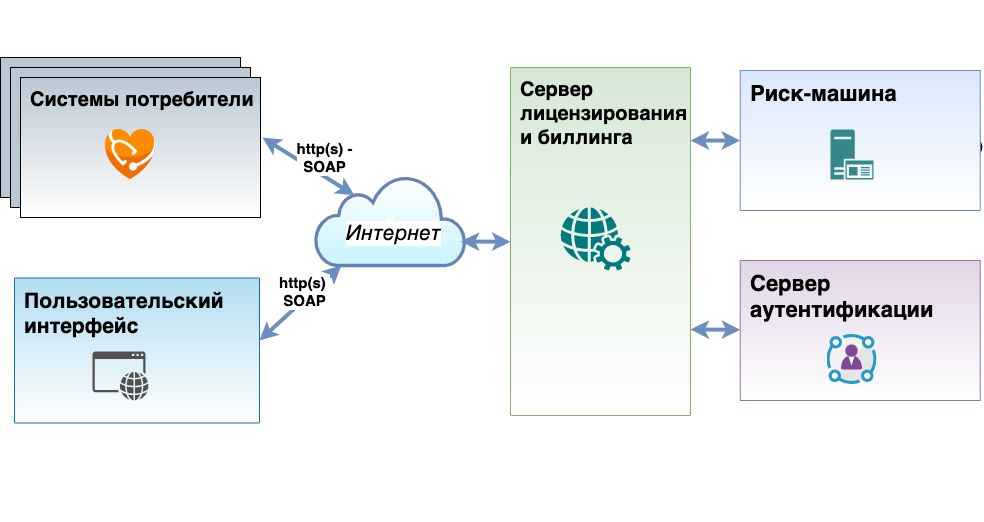 Системы потребители
http(s) -
SOAP
Интернет
http(s)
SOAP
Пользовательский
интерфейс
Сервер
лицензирования
и биллинга
Риск-машина
Сервер
аутентификации